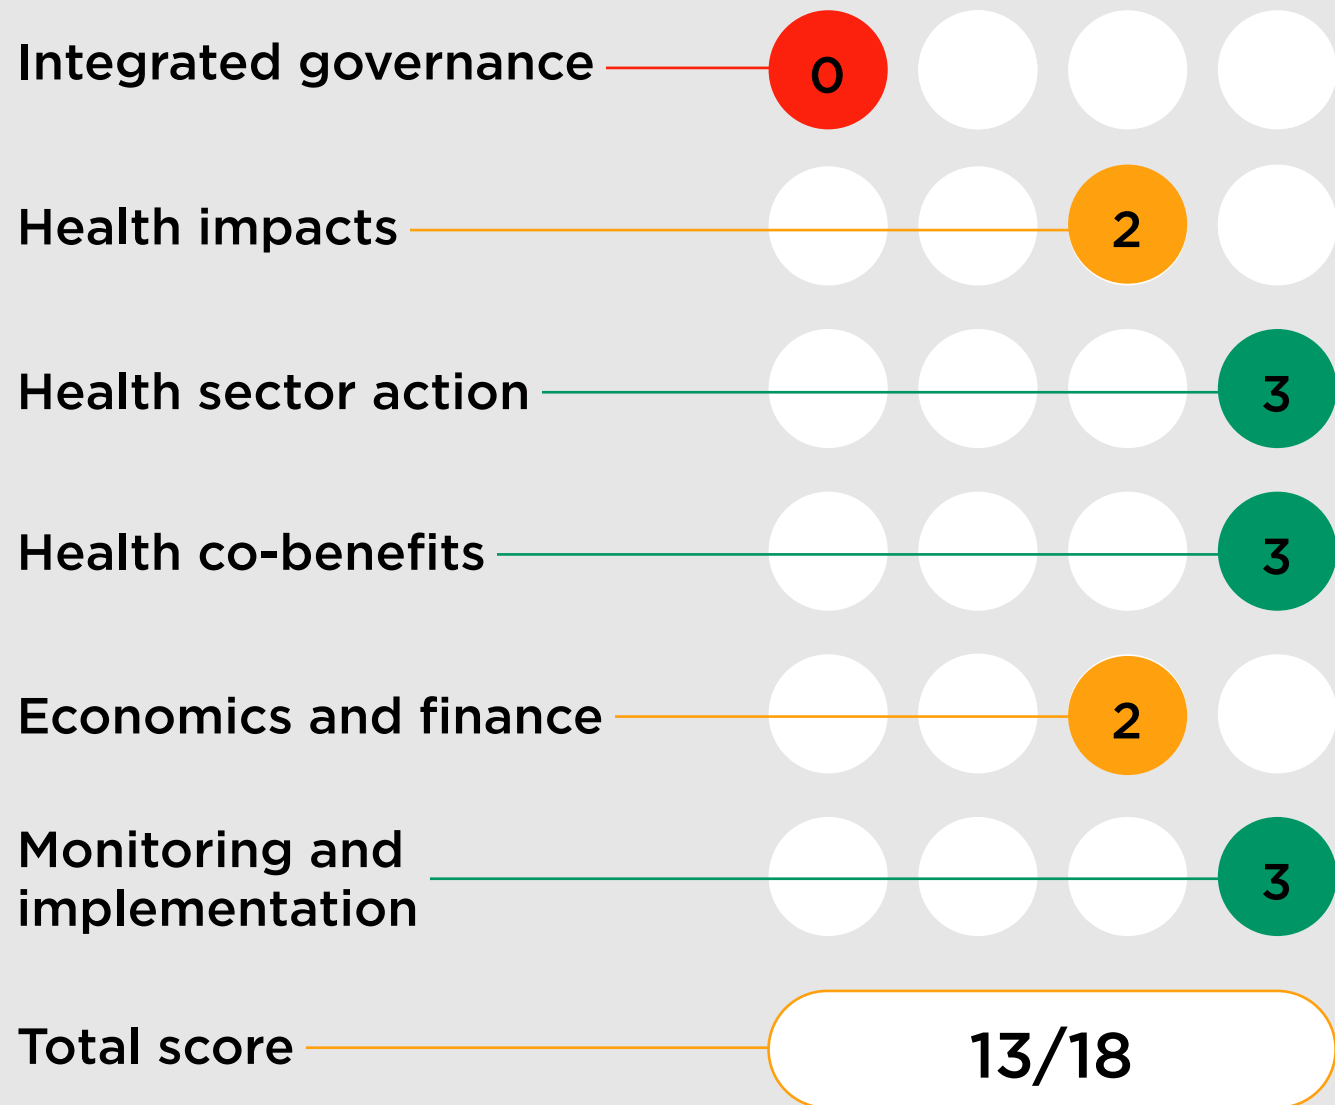 Integrated governance 0
Health impacts 2
Health sector action 3
Health co-benefits 3
Economics and finance 2
Monitoring and
implementation 3
Total score 13/18